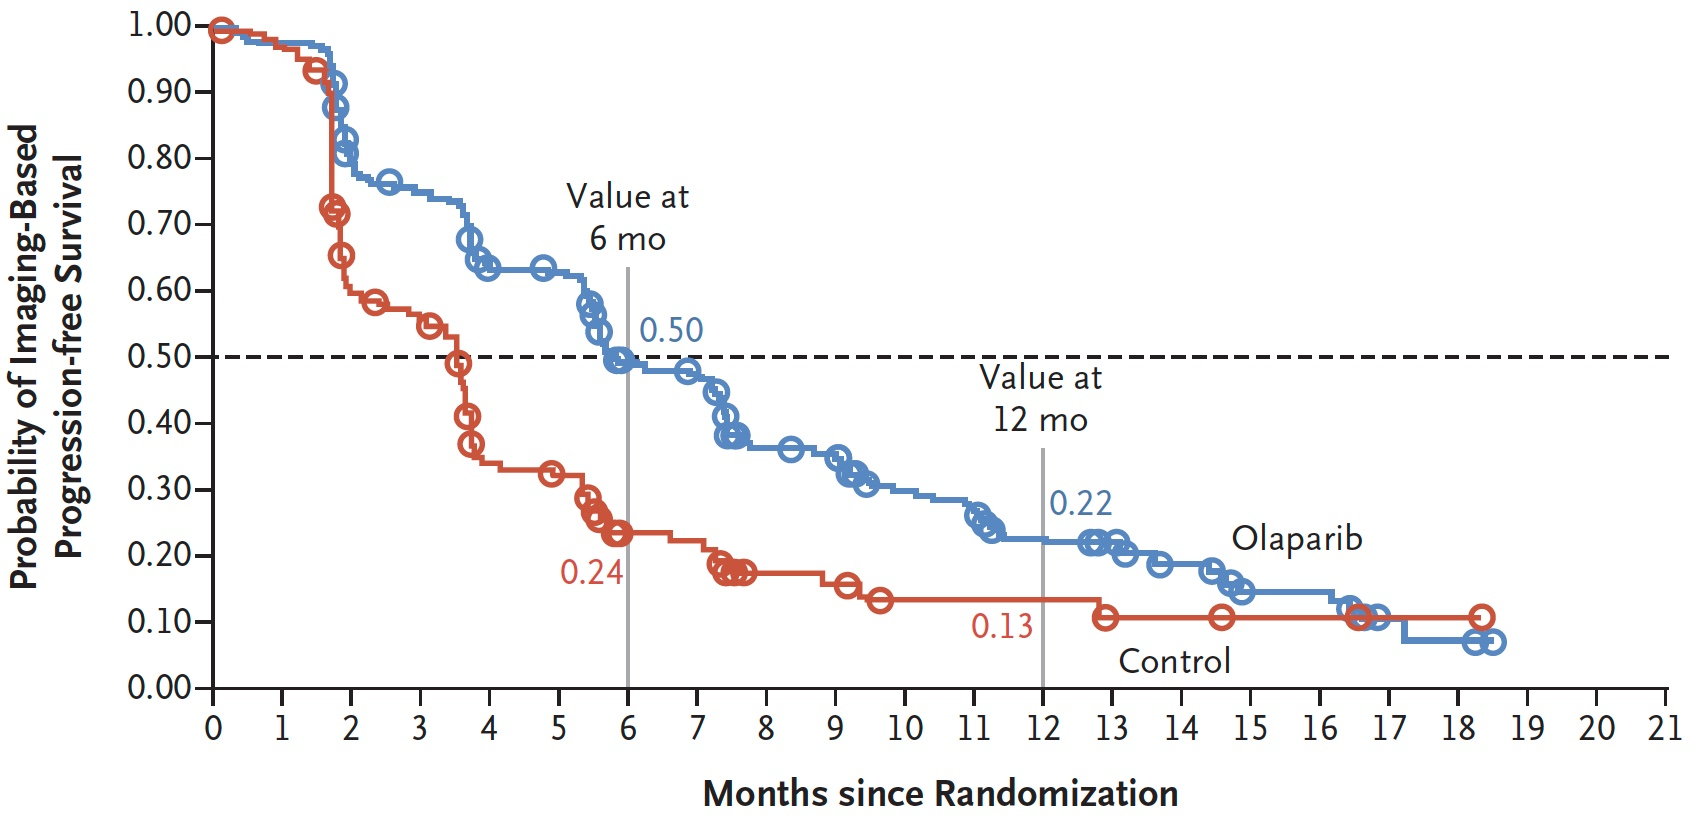 Probability of Imaging-Based
Progression-free Survival
1.00
0.90
0.80
0.70
0.60
0.50
0.40
0.30
0.20
0.10
0.00
Value at
6 mo
0.50
0.24
Value at
12 mo
0.22
0.13
Olaparib
Control
0 1 2 3 4 5 6 7 8 9 10 11 12 13 14 15 16 17 18 19 20 21
Months since Randomization